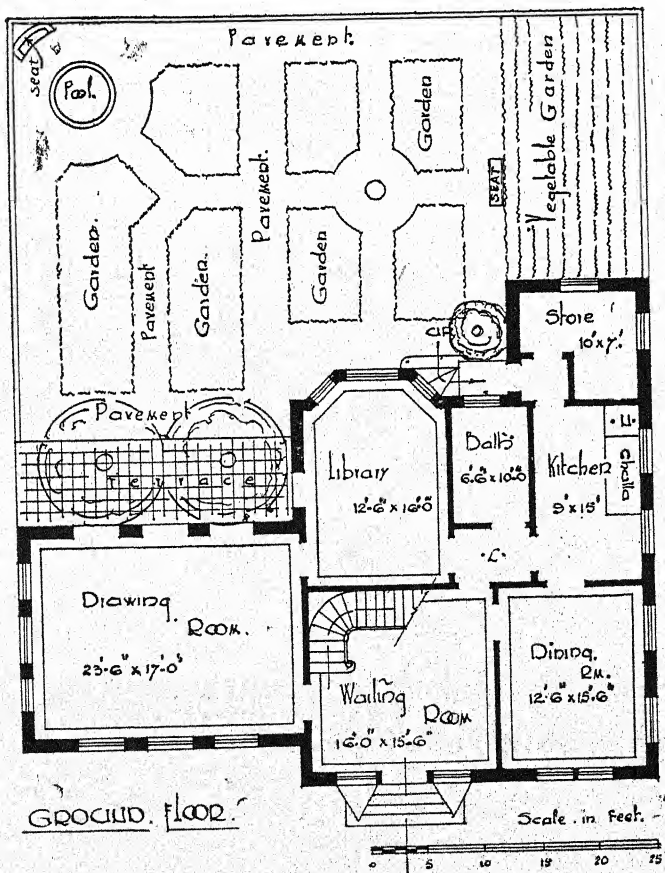 Pavement.
seat
Pool.
Garden
Vegetable Garden
SEAT
Pavement.
Garden.
Pavement
Garden.
Garden
Store
10'x7'
Pavement
Terrace
Library
12'-6" x 16'-0"
Bath
6'-6" x 10'-0"
Kitchen
9' x 15'
Challa
Drawing
Room.
23'-6" x 17'-0"
Waiting
Room
16'-0" x 15'-6"
Dining.
RM.
12'-6" x 15'-6"
GROUND. FLOOR.
Scale . in Feet.
0 5 10 15 20 25